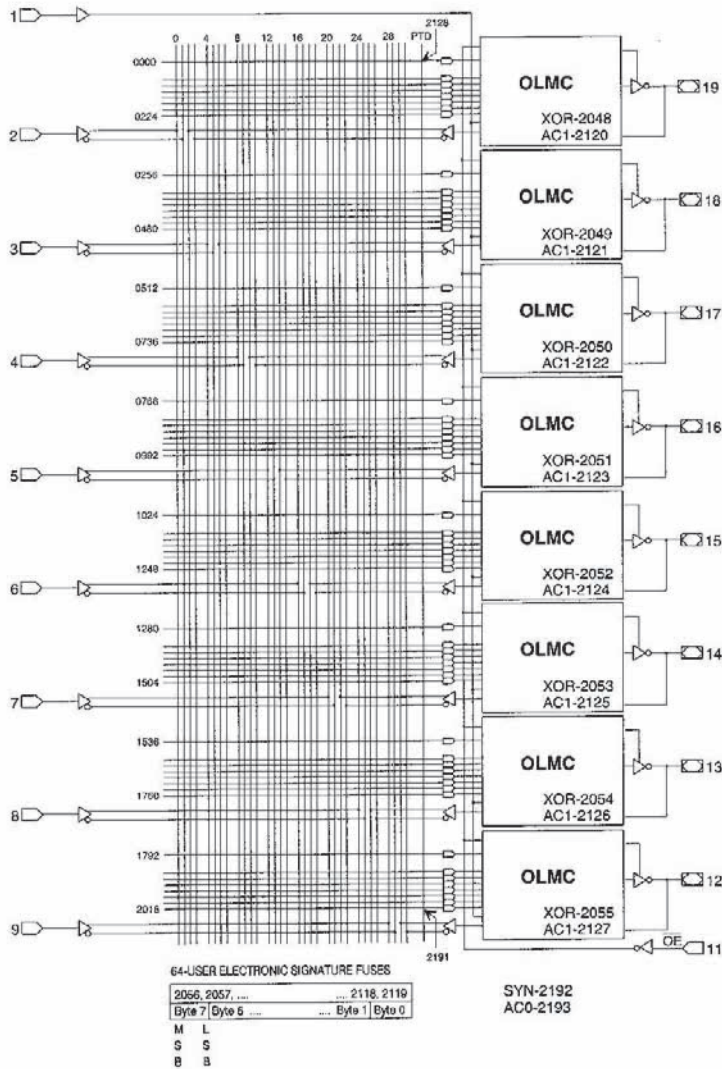 2128
1
0 4 8 12 16 20 24 28 PTD
0000
OLMC
19
XOR-2048
AC1-2120
0224
2
0256
OLMC
18
XOR-2049
AC1-2121
0480
3
0512
OLMC
17
XOR-2050
AC1-2122
0736
4
0768
OLMC
16
XOR-2051
AC1-2123
0992
5
1024
OLMC
15
XOR-2052
AC1-2124
1248
6
1280
OLMC
14
XOR-2053
AC1-2125
1504
7
1536
OLMC
13
XOR-2054
AC1-2126
1760
8
1792
OLMC
12
XOR-2055
AC1-2127
2016
9
OE
11
2191
64-USER ELECTRONIC SIGNATURE FUSES
2056, 2057, .... .... 2118, 2119
Byte 7 Byte 6 .... .... Byte 1 Byte 0
M L
S S
B B
SYN-2192
AC0-2193